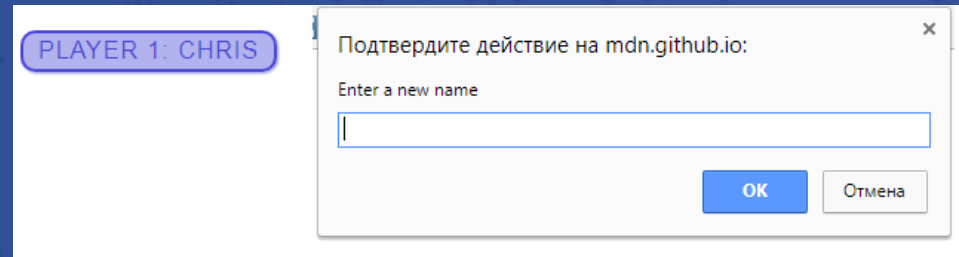 PLAYER 1: CHRIS
Подтвердите действие на mdn.github.io:
Enter a new name
OK
Отмена